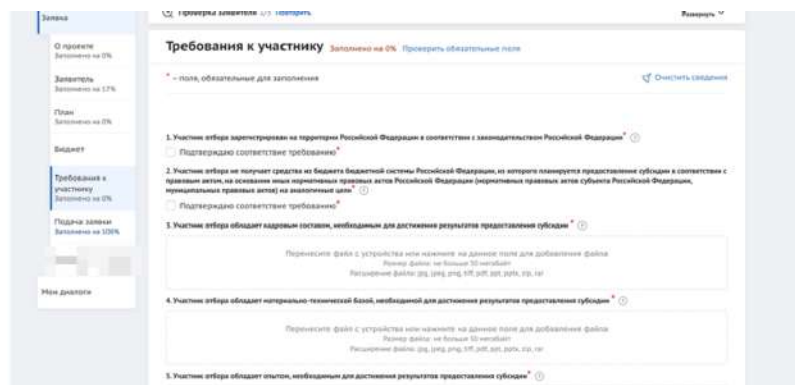 Заявка
Проверка заявителя 2/5 Повторить
Развернуть
О проекте
Заполнено на 0%
Заявитель
Заполнено на 17%
План
Заполнено на 0%
Бюджет
Требования к
участнику
Заполнено на 0%
Подача заявки
Заполнено на 100%
Мои диалоги
Требования к участнику Заполнено на 0% Проверить обязательные поля
* – поля, обязательные для заполнения
Очистить сведения
1. Участник отбора зарегистрирован на территории Российской Федерации в соответствии с законодательством Российской Федерации*
Подтверждаю соответствие требованию*
2. Участник отбора не получает средства из бюджета бюджетной системы Российской Федерации, из которого планируется предоставление субсидии в соответствии с
правовым актом, на основании иных нормативных правовых актов Российской Федерации (нормативных правовых актов субъекта Российской Федерации,
муниципальных правовых актов) на аналогичные цели*
Подтверждаю соответствие требованию*
3. Участник отбора обладает кадровым составом, необходимым для достижения результатов предоставления субсидии*
Перенесите файл с устройства или нажмите на данное поле для добавления файла
Размер файла: не больше 50 мегабайт
Расширение файла: jpg, jpeg, png, tiff, pdf, ppt, pptx, zip, rar
4. Участник отбора обладает материально-технической базой, необходимой для достижения результатов предоставления субсидии*
Перенесите файл с устройства или нажмите на данное поле для добавления файла
Размер файла: не больше 50 мегабайт
Расширение файла: jpg, jpeg, png, tiff, pdf, ppt, pptx, zip, rar
5. Участник отбора обладает опытом, необходимым для достижения результатов предоставления субсидии*